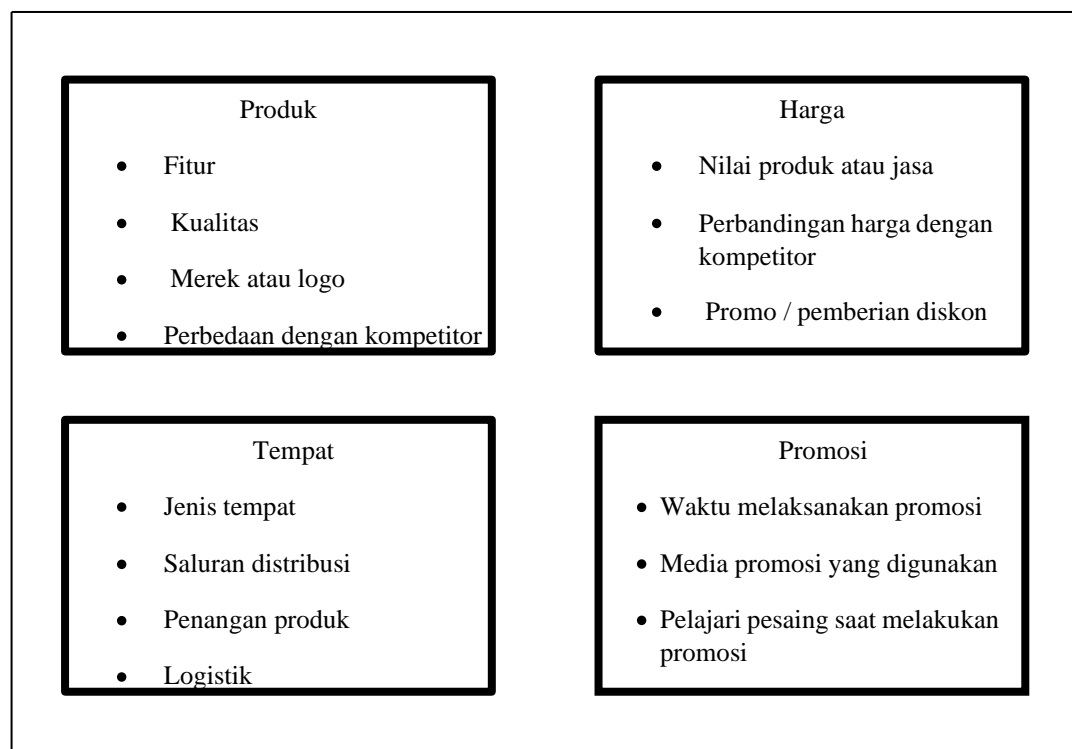 Produk
• Fitur
• Kualitas
• Merek atau logo
• Perbedaan dengan kompetitor
Harga
• Nilai produk atau jasa
• Perbandingan harga dengan
kompetitor
• Promo / pemberian diskon
Tempat
• Jenis tempat
• Saluran distribusi
• Penangan produk
• Logistik
Promosi
• Waktu melaksanakan promosi
• Media promosi yang digunakan
• Pelajari pesaing saat melakukan
promosi